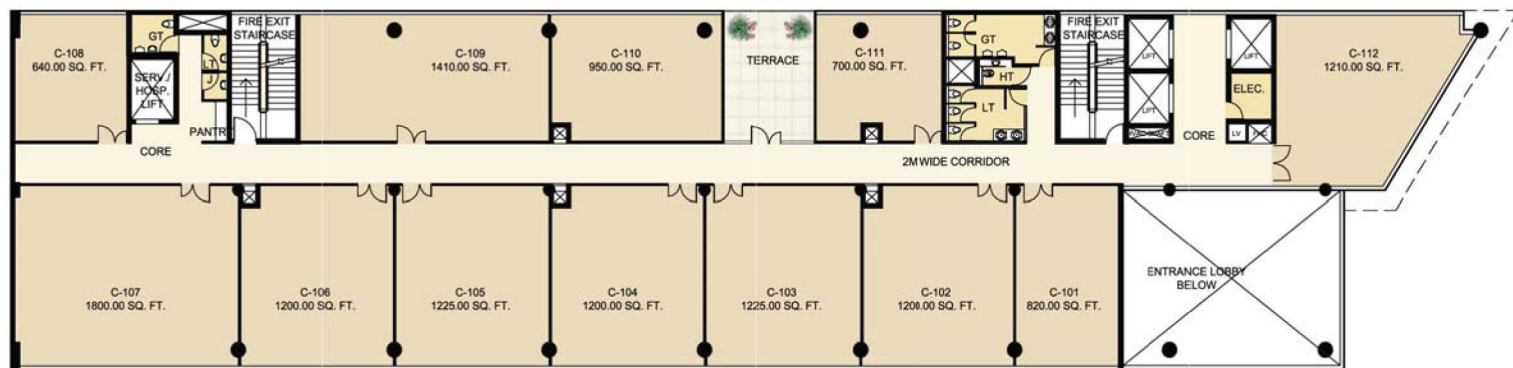 C-108
640.00 SQ. FT.
GT
SERV./
HOSP.
LIFT
LT
PANTRY
CORE
FIRE EXIT
STAIRCASE
C-109
1410.00 SQ. FT.
C-110
950.00 SQ. FT.
TERRACE
C-111
700.00 SQ. FT.
GT
HT
LT
FIRE EXIT
STAIRCASE
LIFT
LIFT
LIFT
ELEC.
LV
CORE
C-112
1210.00 SQ. FT.
2M WIDE CORRIDOR
C-107
1800.00 SQ. FT.
C-106
1200.00 SQ. FT.
C-105
1225.00 SQ. FT.
C-104
1200.00 SQ. FT.
C-103
1225.00 SQ. FT.
C-102
1200.00 SQ. FT.
C-101
820.00 SQ. FT.
ENTRANCE LOBBY
BELOW